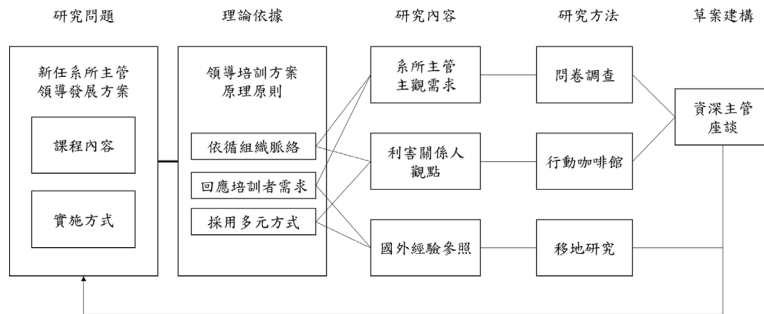 研究問題
理論依據
研究內容
研究方法
草案建構
新任系所主管
領導發展方案
課程內容
實施方式
領導培訓方案
原理原則
依循組織脈絡
回應培訓者需求
採用多元方式
系所主管
主觀需求
利害關係人
觀點
國外經驗參照
問卷調查
行動咖啡館
移地研究
資深主管
座談